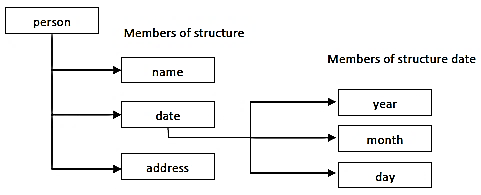 person
Members of structure
name
date
address
Members of structure date
year
month
day